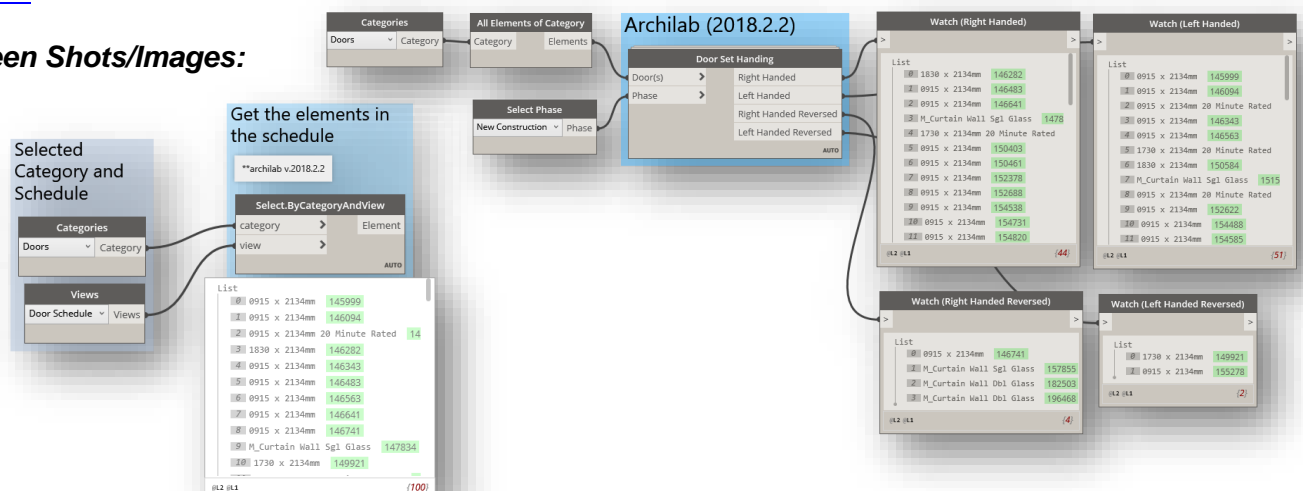 een Shots/Images:
Selected
Category and
Schedule
Categories
Doors Category
Views
Door Schedule Views
Get the elements in
the schedule
**archilab v.2018.2.2
Select.ByCategoryAndView
category > Element
view >
AUTO
List
0 0915 x 2134mm 145999
1 0915 x 2134mm 146094
2 0915 x 2134mm 20 Minute Rated 14
3 1830 x 2134mm 146282
4 0915 x 2134mm 146343
5 0915 x 2134mm 146483
6 0915 x 2134mm 146563
7 0915 x 2134mm 146641
8 0915 x 2134mm 146741
9 M_Curtain Wall Sgl Glass 147834
10 1730 x 2134mm 149921
@L2 @L1 {100}
Categories
Doors Category
All Elements of Category
Category Elements
Select Phase
New Construction Phase
Archilab (2018.2.2)
Door Set Handing
Door(s) > Right Handed
Phase > Left Handed
Right Handed Reversed
Left Handed Reversed
AUTO
Watch (Right Handed)
> >
List
0 1830 x 2134mm 146282
1 0915 x 2134mm 146483
2 0915 x 2134mm 146641
3 M_Curtain Wall Sgl Glass 1478
4 1730 x 2134mm 20 Minute Rated
5 0915 x 2134mm 150403
6 0915 x 2134mm 150461
7 0915 x 2134mm 152378
8 0915 x 2134mm 152688
9 0915 x 2134mm 154538
10 0915 x 2134mm 154731
11 0915 x 2134mm 154820
@L2 @L1 {44}
Watch (Left Handed)
> >
List
0 0915 x 2134mm 145999
1 0915 x 2134mm 146094
2 0915 x 2134mm 20 Minute Rated
3 0915 x 2134mm 146343
4 0915 x 2134mm 146563
5 1730 x 2134mm 20 Minute Rated
6 1830 x 2134mm 150584
7 M_Curtain Wall Sgl Glass 1515
8 0915 x 2134mm 20 Minute Rated
9 0915 x 2134mm 152622
10 0915 x 2134mm 154488
11 0915 x 2134mm 154585
@L2 @L1 {51}
Watch (Right Handed Reversed)
> >
List
0 0915 x 2134mm 146741
1 M_Curtain Wall Sgl Glass 157855
2 M_Curtain Wall Dbl Glass 182503
3 M_Curtain Wall Dbl Glass 196468
@L2 @L1 {4}
Watch (Left Handed Reversed)
> >
List
0 1730 x 2134mm 149921
1 0915 x 2134mm 155278
@L2 @L1 {2}